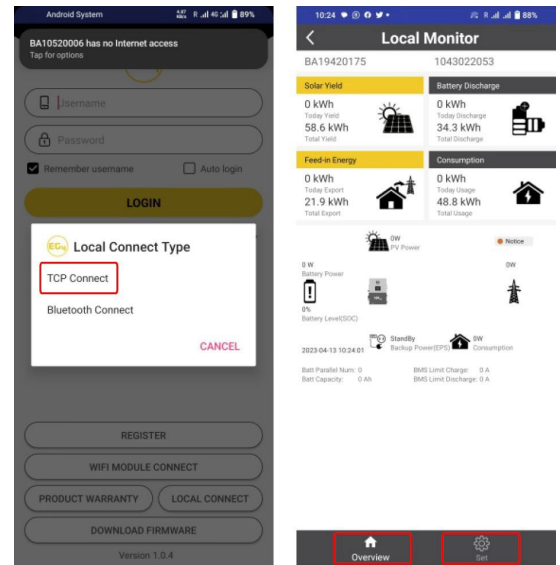 Android System
4G 89%
BA10520006 has no Internet access
Tap for options
Username
Password
Remember username
Auto login
LOGIN
EG4
Local Connect Type
TCP Connect
Bluetooth Connect
CANCEL
REGISTER
WIFI MODULE CONNECT
PRODUCT WARRANTY
LOCAL CONNECT
DOWNLOAD FIRMWARE
Version 1.0.4
10:24
R 88%
Local Monitor
BA19420175
1043022053
Solar Yield
Battery Discharge
0 kWh
Today Yield
58.6 kWh
Total Yield
0 kWh
Today Discharge
34.3 kWh
Total Discharge
Feed-in Energy
Consumption
0 kWh
Today Export
21.9 kWh
Total Export
0 kWh
Today Usage
48.8 kWh
Total Usage
0W
PV Power
Notice
0 W
Battery Power
0W
0%
Battery Level(SOC)
StandBy
Backup Power(EPS)
0W
Consumption
2023-04-13 10:24:01
Batt Parallel Num: 0
BMS Limit Charge: 0 A
Batt Capacity: 0 Ah
BMS Limit Discharge: 0 A
Overview
Set